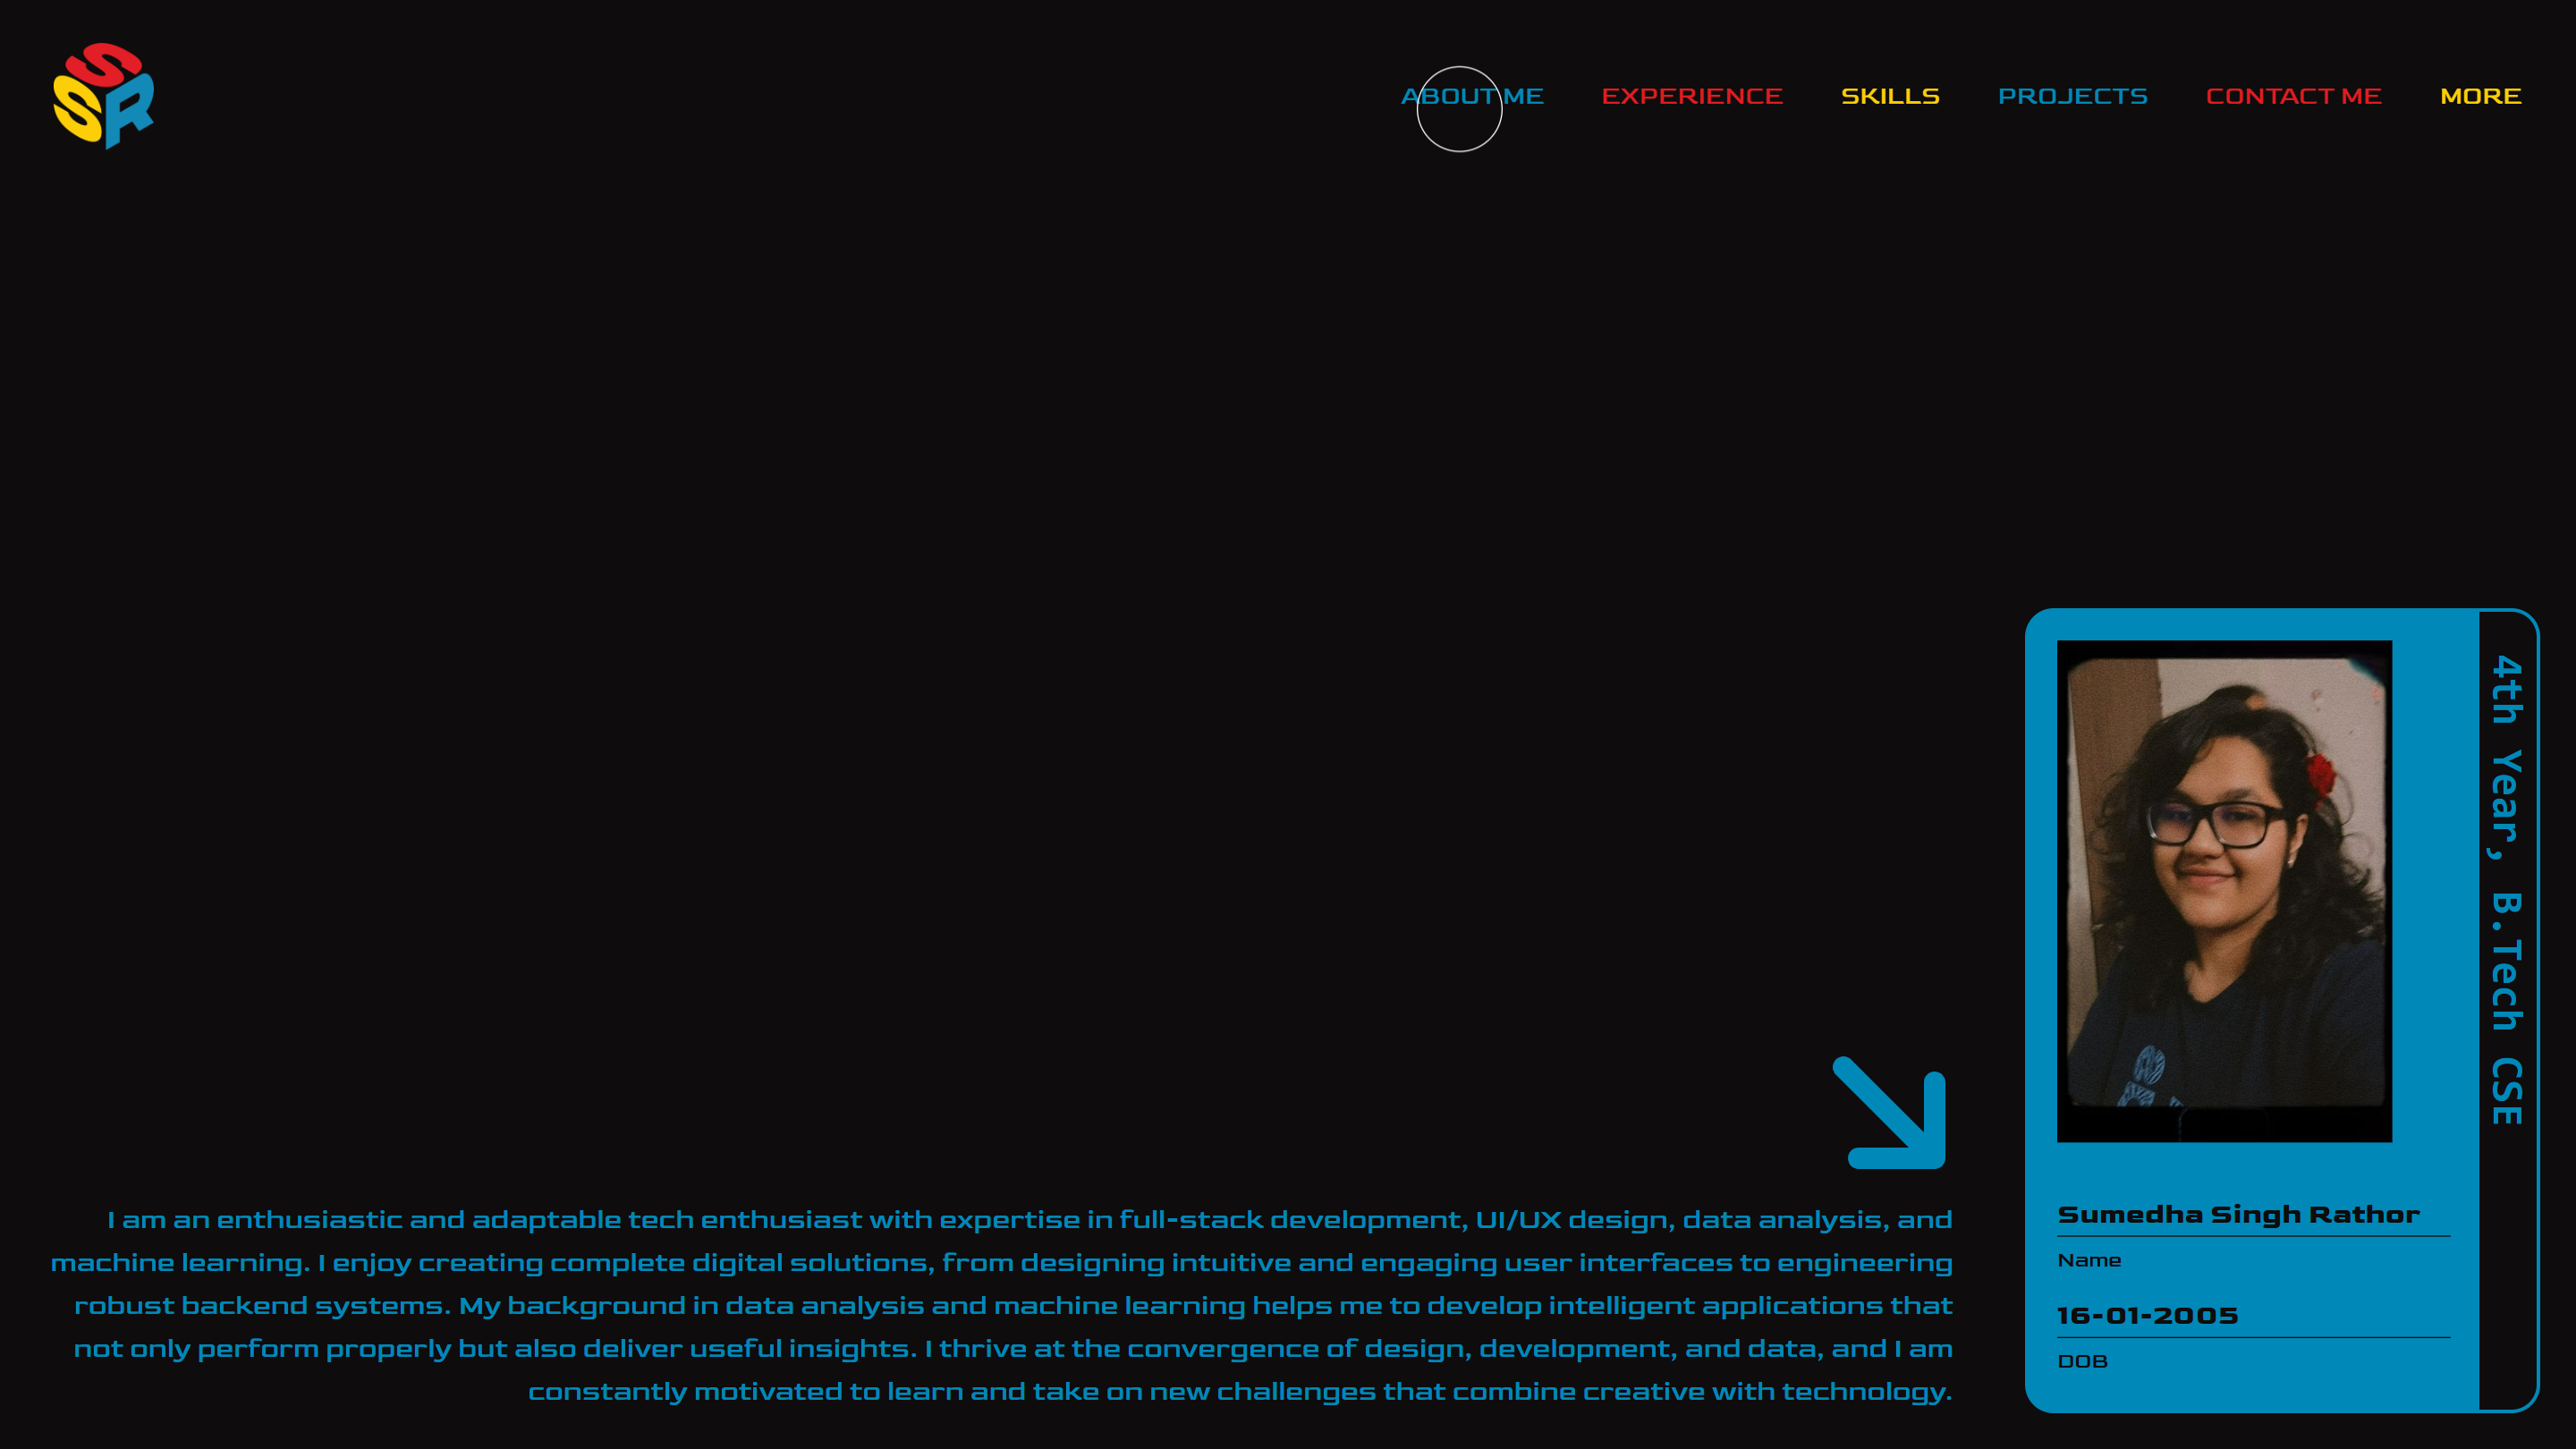 SSR
ABOUT ME
EXPERIENCE
SKILLS
PROJECTS
CONTACT ME
MORE
I am an enthusiastic and adaptable tech enthusiast with expertise in full-stack development, UI/UX design, data analysis, and
machine learning. I enjoy creating complete digital solutions, from designing intuitive and engaging user interfaces to engineering
robust backend systems. My background in data analysis and machine learning helps me to develop intelligent applications that
not only perform properly but also deliver useful insights. I thrive at the convergence of design, development, and data, and I am
constantly motivated to learn and take on new challenges that combine creative with technology.
4th Year, B.Tech CSE
Sumedha Singh Rathor
Name
16-01-2005
DOB